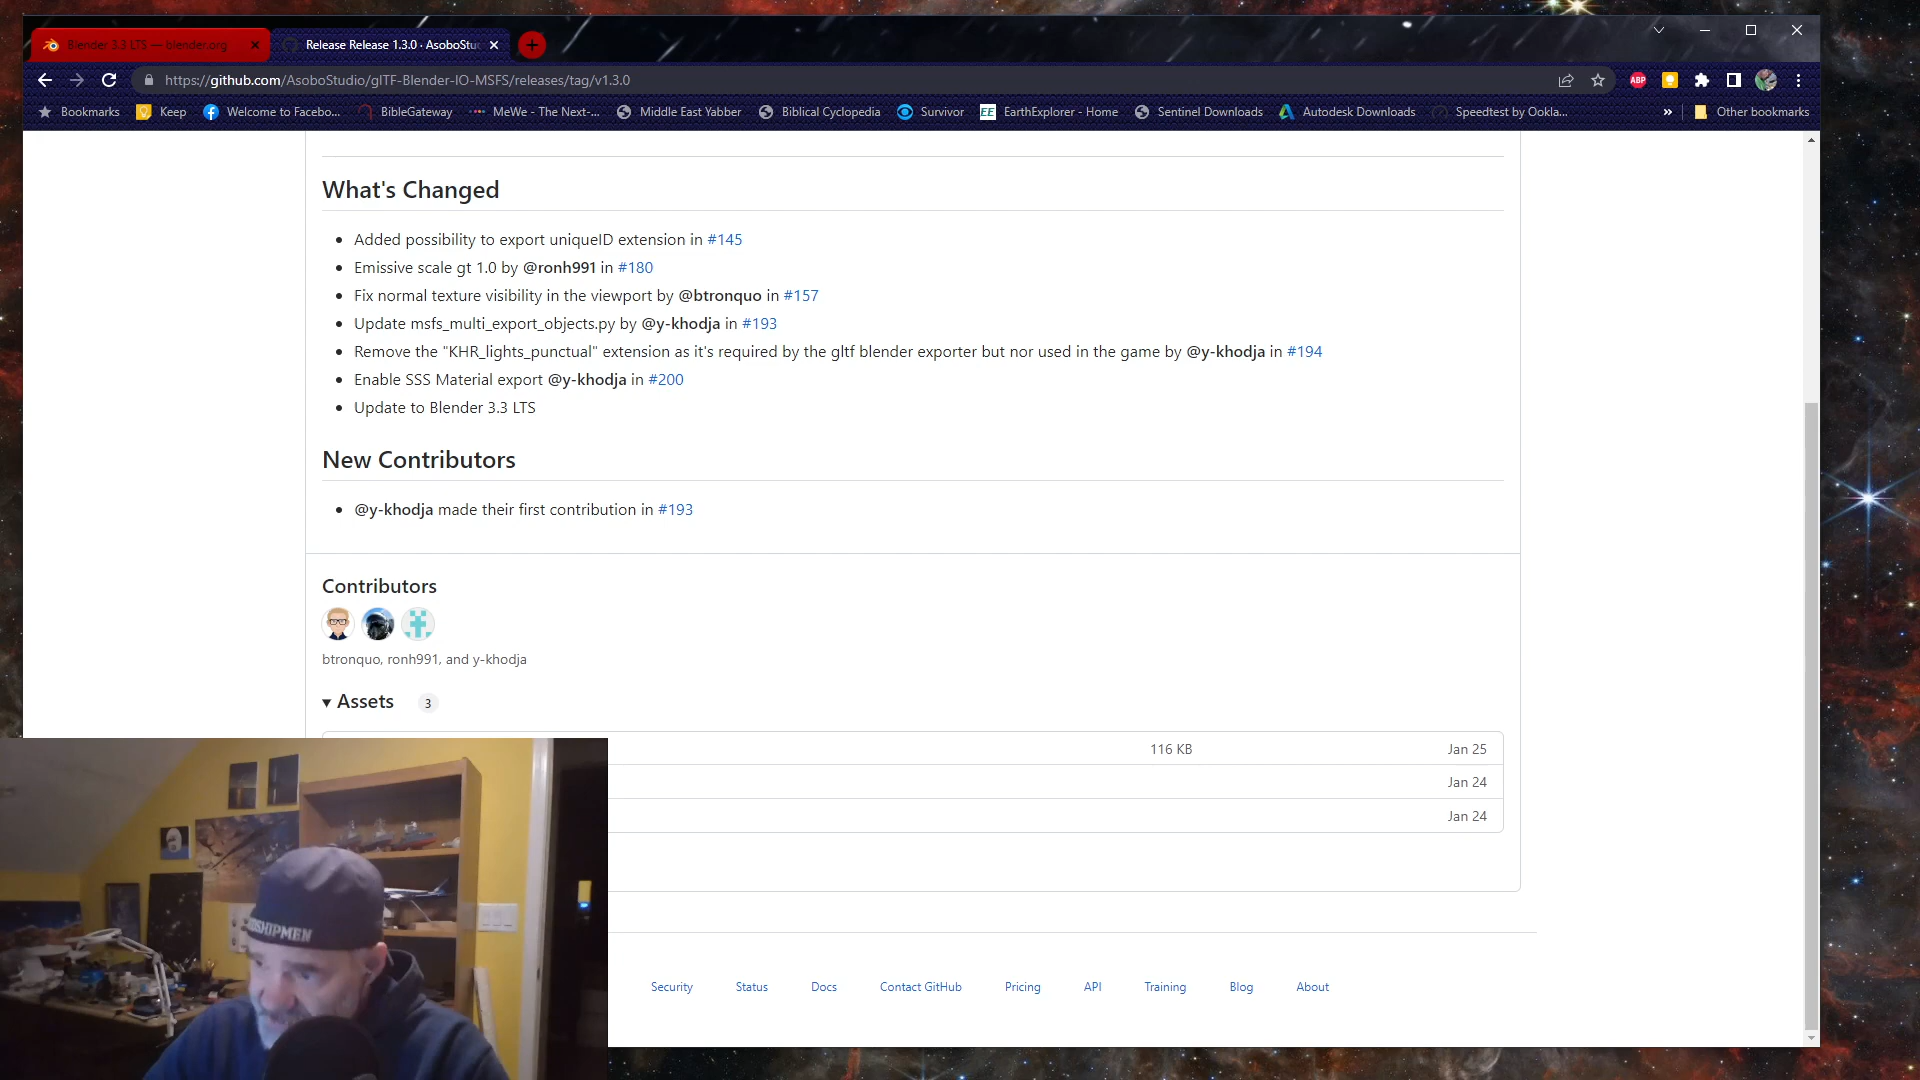 Blender 3.3 LTS — blender.org
Release Release 1.3.0 · AsoboStu
https://github.com/AsoboStudio/glTF-Blender-IO-MSFS/releases/tag/v1.3.0
ABP
Bookmarks Keep Welcome to Facebo... BibleGateway MeWe - The Next-... Middle East Yabber Biblical Cyclopedia Survivor EE EarthExplorer - Home Sentinel Downloads Autodesk Downloads Speedtest by Ookla... » Other bookmarks
What's Changed
Added possibility to export uniqueID extension in #145
Emissive scale gt 1.0 by @ronh991 in #180
Fix normal texture visibility in the viewport by @btronquo in #157
Update msfs_multi_export_objects.py by @y-khodja in #193
Remove the "KHR_lights_punctual" extension as it's required by the gltf blender exporter but nor used in the game by @y-khodja in #194
Enable SSS Material export @y-khodja in #200
Update to Blender 3.3 LTS
New Contributors
@y-khodja made their first contribution in #193
Contributors
btronquo, ronh991, and y-khodja
Assets 3
116 KB Jan 25
Jan 24
Jan 24
Security Status Docs Contact GitHub Pricing API Training Blog About